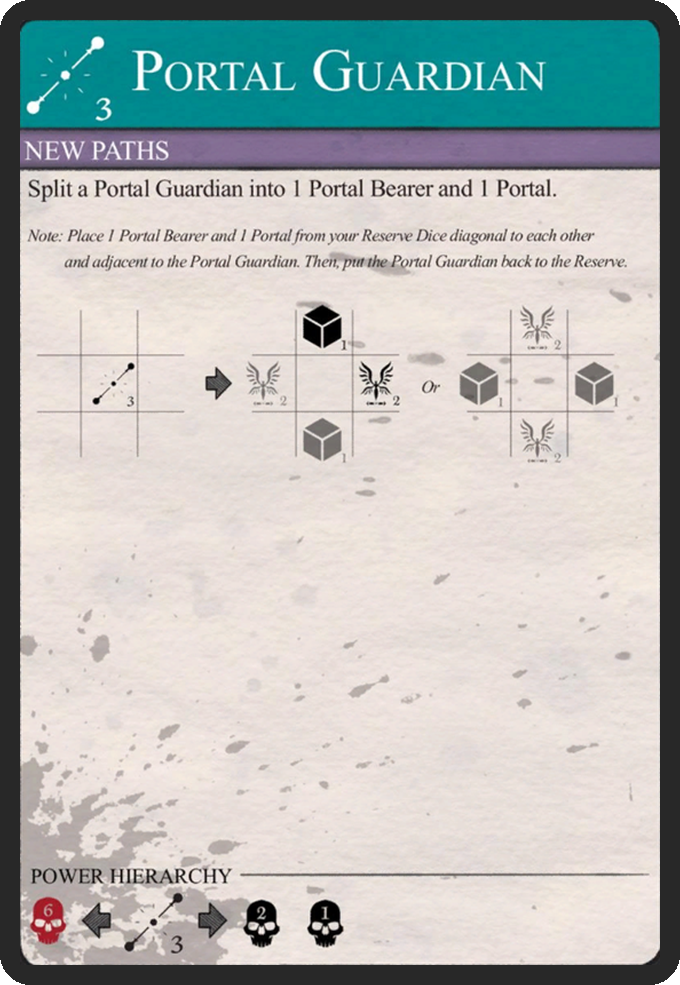 PORTAL GUARDIAN
3
NEW PATHS
Split a Portal Guardian into 1 Portal Bearer and 1 Portal.
Note: Place 1 Portal Bearer and 1 Portal from your Reserve Dice diagonal to each other
and adjacent to the Portal Guardian. Then, put the Portal Guardian back to the Reserve.
1 2
3 2 2 Or 1 1
1 2
POWER HIERARCHY
6 3 2 1